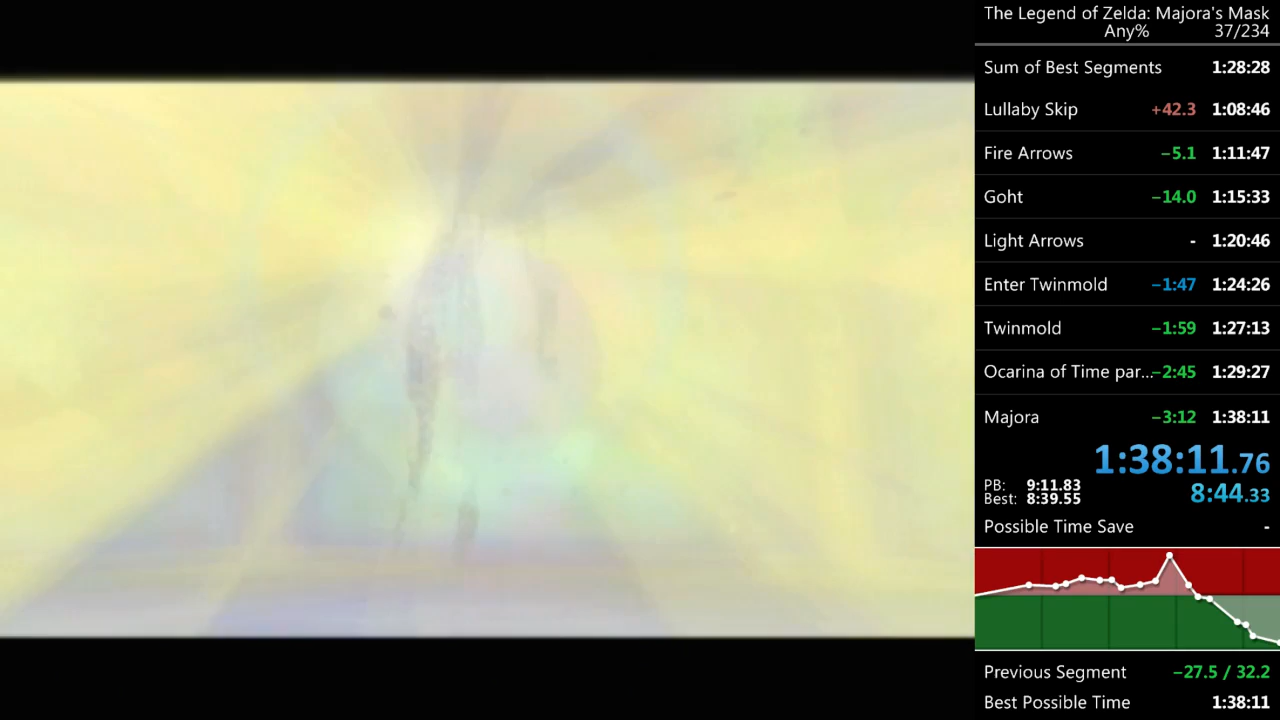 The Legend of Zelda: Majora's Mask
Any% 37/234
Sum of Best Segments 1:28:28
Lullaby Skip +42.3 1:08:46
Fire Arrows −5.1 1:11:47
Goht −14.0 1:15:33
Light Arrows - 1:20:46
Enter Twinmold −1:47 1:24:26
Twinmold −1:59 1:27:13
Ocarina of Time par... −2:45 1:29:27
Majora −3:12 1:38:11
1:38:11.76
PB: 9:11.83
Best: 8:39.55
8:44.33
Possible Time Save -
Previous Segment −27.5 / 32.2
Best Possible Time 1:38:11